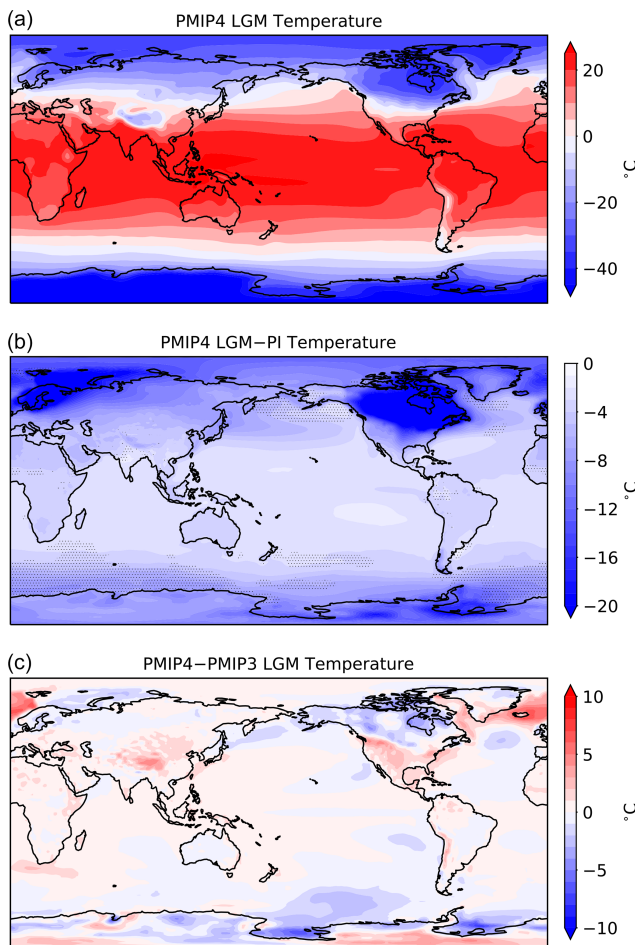 (a)
PMIP4 LGM Temperature
20
0
−20
−40
°C
(b)
PMIP4 LGM−PI Temperature
0
−4
−8
−12
−16
−20
°C
(c)
PMIP4−PMIP3 LGM Temperature
10
5
0
−5
−10
°C